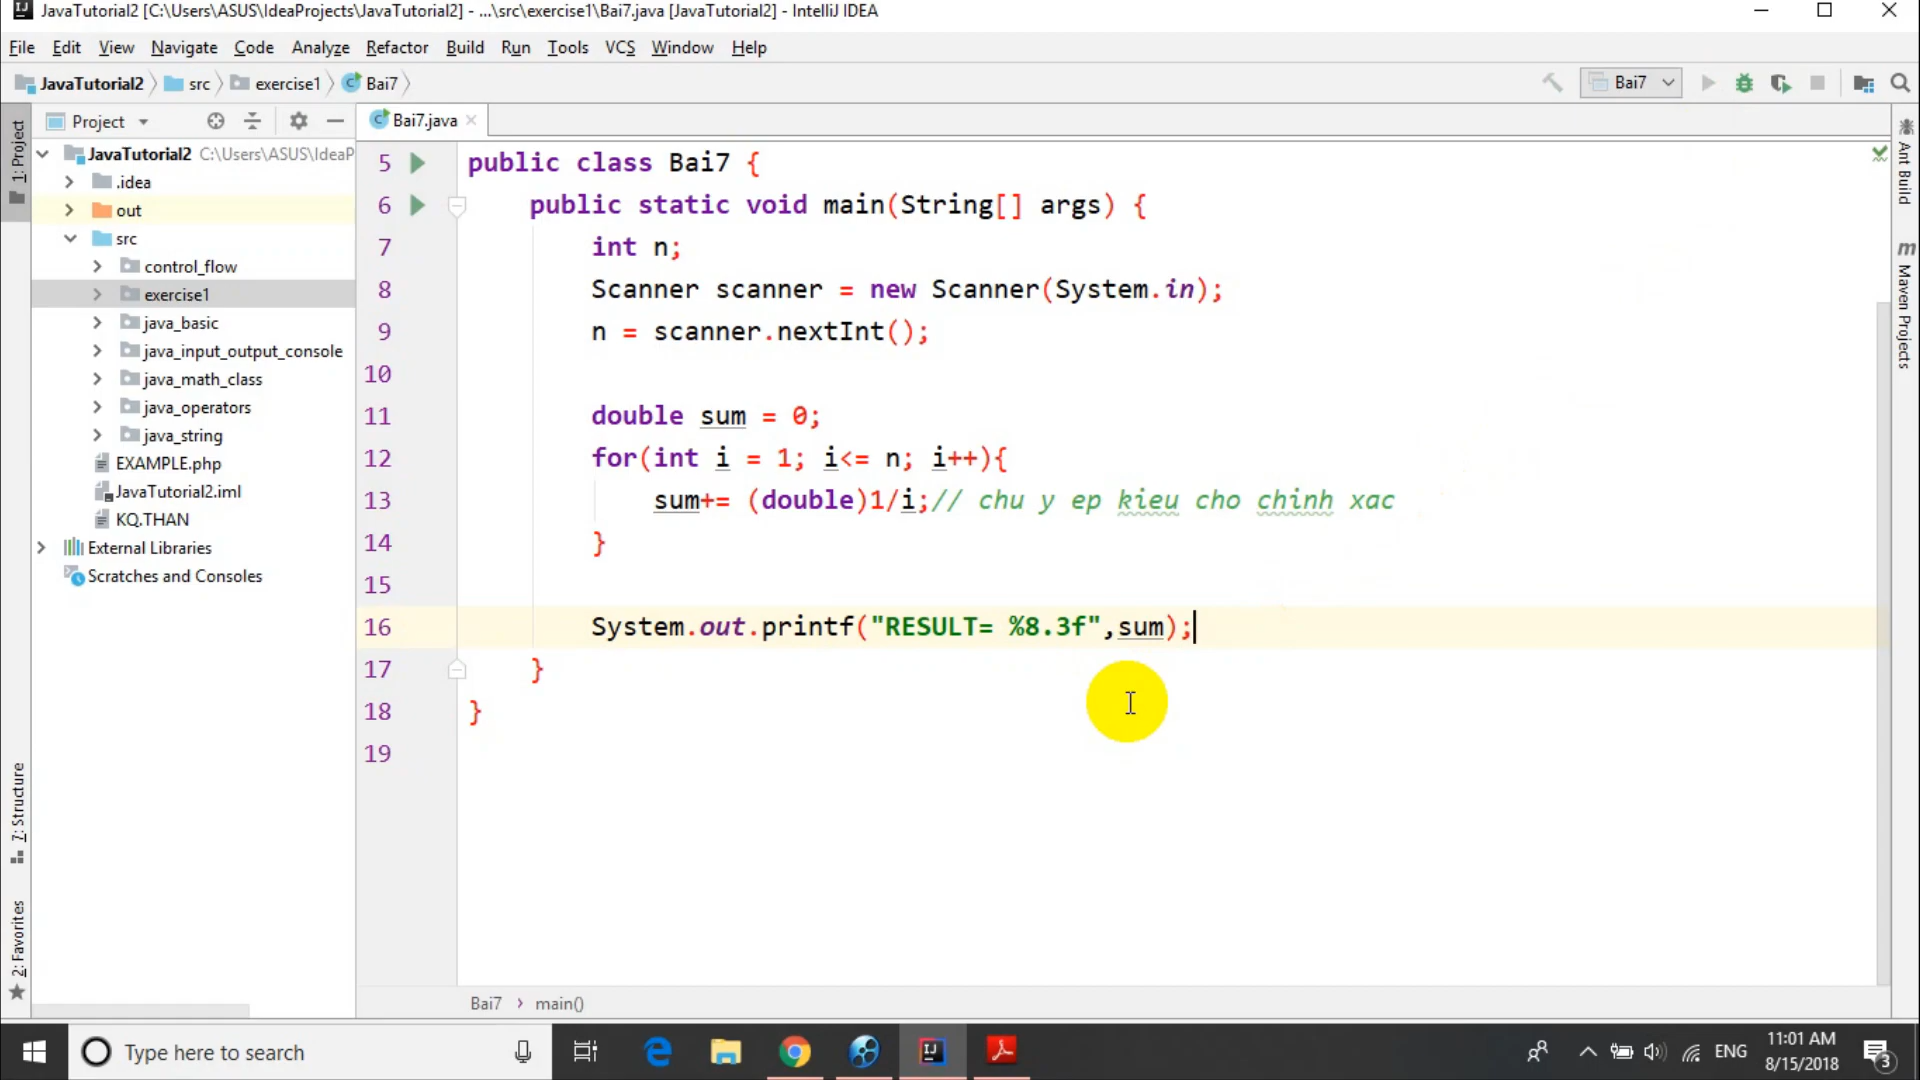 JavaTutorial2 [C:\Users\ASUS\IdeaProjects\JavaTutorial2] - ...\src\exercise1\Bai7.java [JavaTutorial2] - IntelliJ IDEA
File Edit View Navigate Code Analyze Refactor Build Run Tools VCS Window Help
JavaTutorial2 src exercise1 Bai7
Bai7
Project
Bai7.java
1: Project
JavaTutorial2 C:\Users\ASUS\IdeaP
.idea
out
src
control_flow
exercise1
java_basic
java_input_output_console
java_math_class
java_operators
java_string
EXAMPLE.php
JavaTutorial2.iml
KQ.THAN
External Libraries
Scratches and Consoles
7: Structure
2: Favorites
5 public class Bai7 {
6 public static void main(String[] args) {
7 int n;
8 Scanner scanner = new Scanner(System.in);
9 n = scanner.nextInt();
10
11 double sum = 0;
12 for(int i = 1; i<= n; i++){
13 sum+= (double)1/i;// chu y ep kieu cho chinh xac
14 }
15
16 System.out.printf("RESULT= %8.3f",sum);
17 }
18 }
19
Ant Build
Maven Projects
Bai7 > main()
Type here to search
ENG
11:01 AM
8/15/2018
3